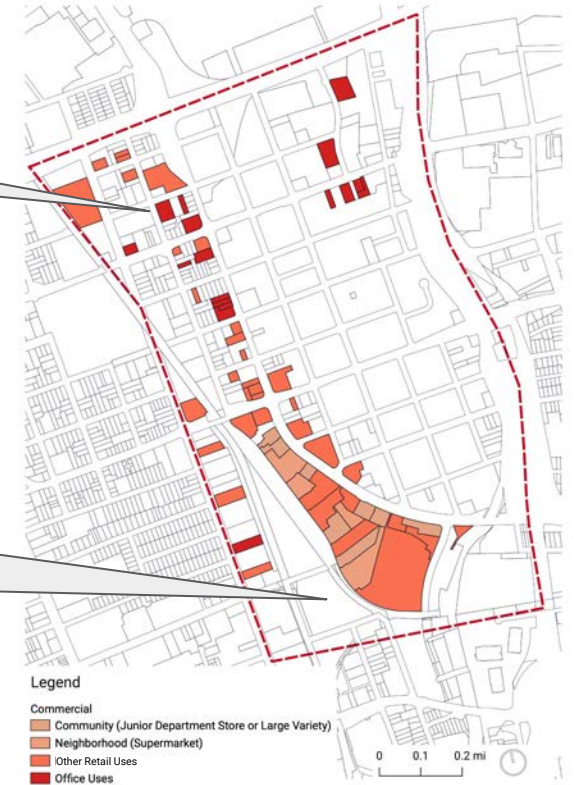 Legend
Commercial
Community (Junior Department Store or Large Variety)
Neighborhood (Supermarket)
Other Retail Uses
Office Uses
0 0.1 0.2 mi